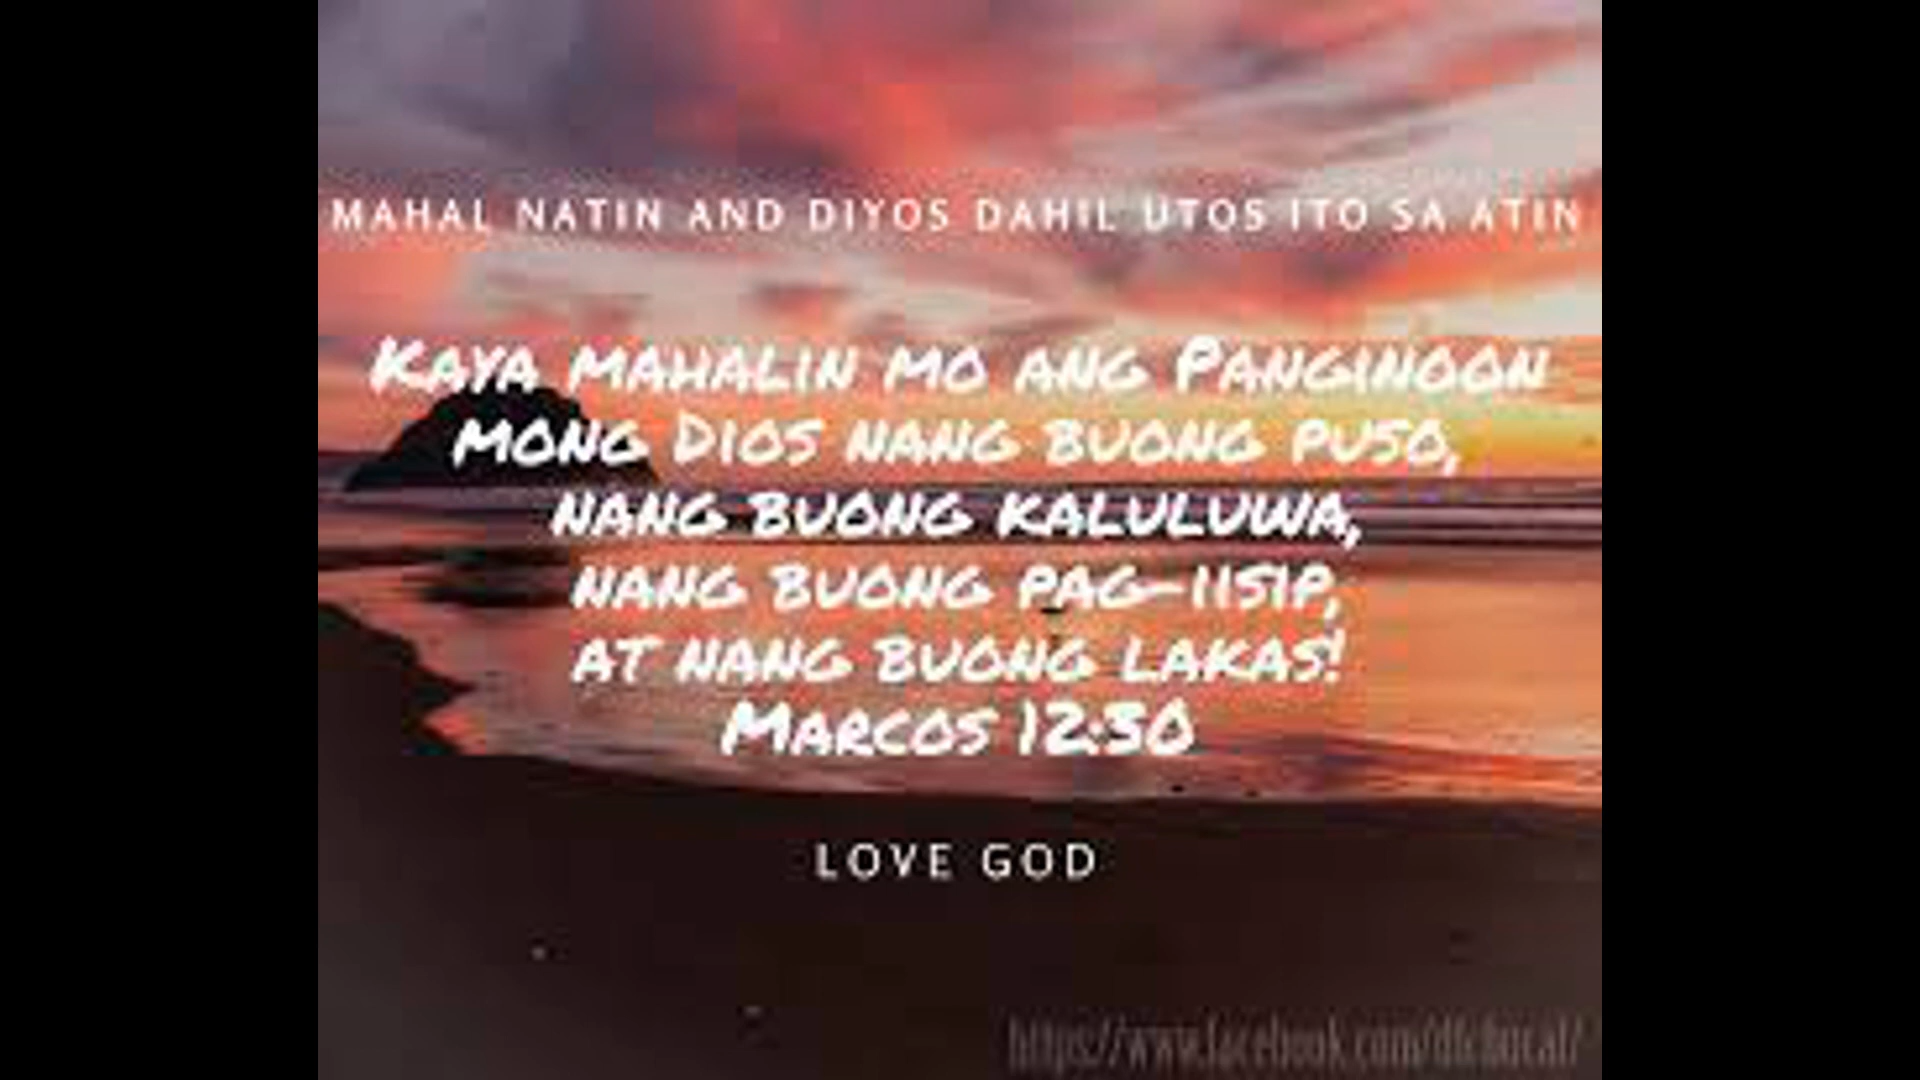 MAHAL NATIN AND DIYOS DAHIL UTOS ITO SA ATIN
Kaya mahalin mo ang Panginoon
mong Dios nang buong puso,
nang buong kaluluwa,
nang buong pag-iisip,
at nang buong lakas!
Marcos 12:30
LOVE GOD